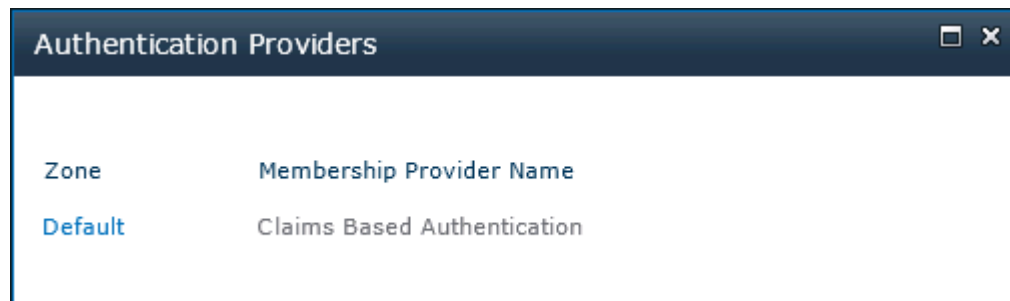 Authentication Providers
Zone Membership Provider Name
Default Claims Based Authentication